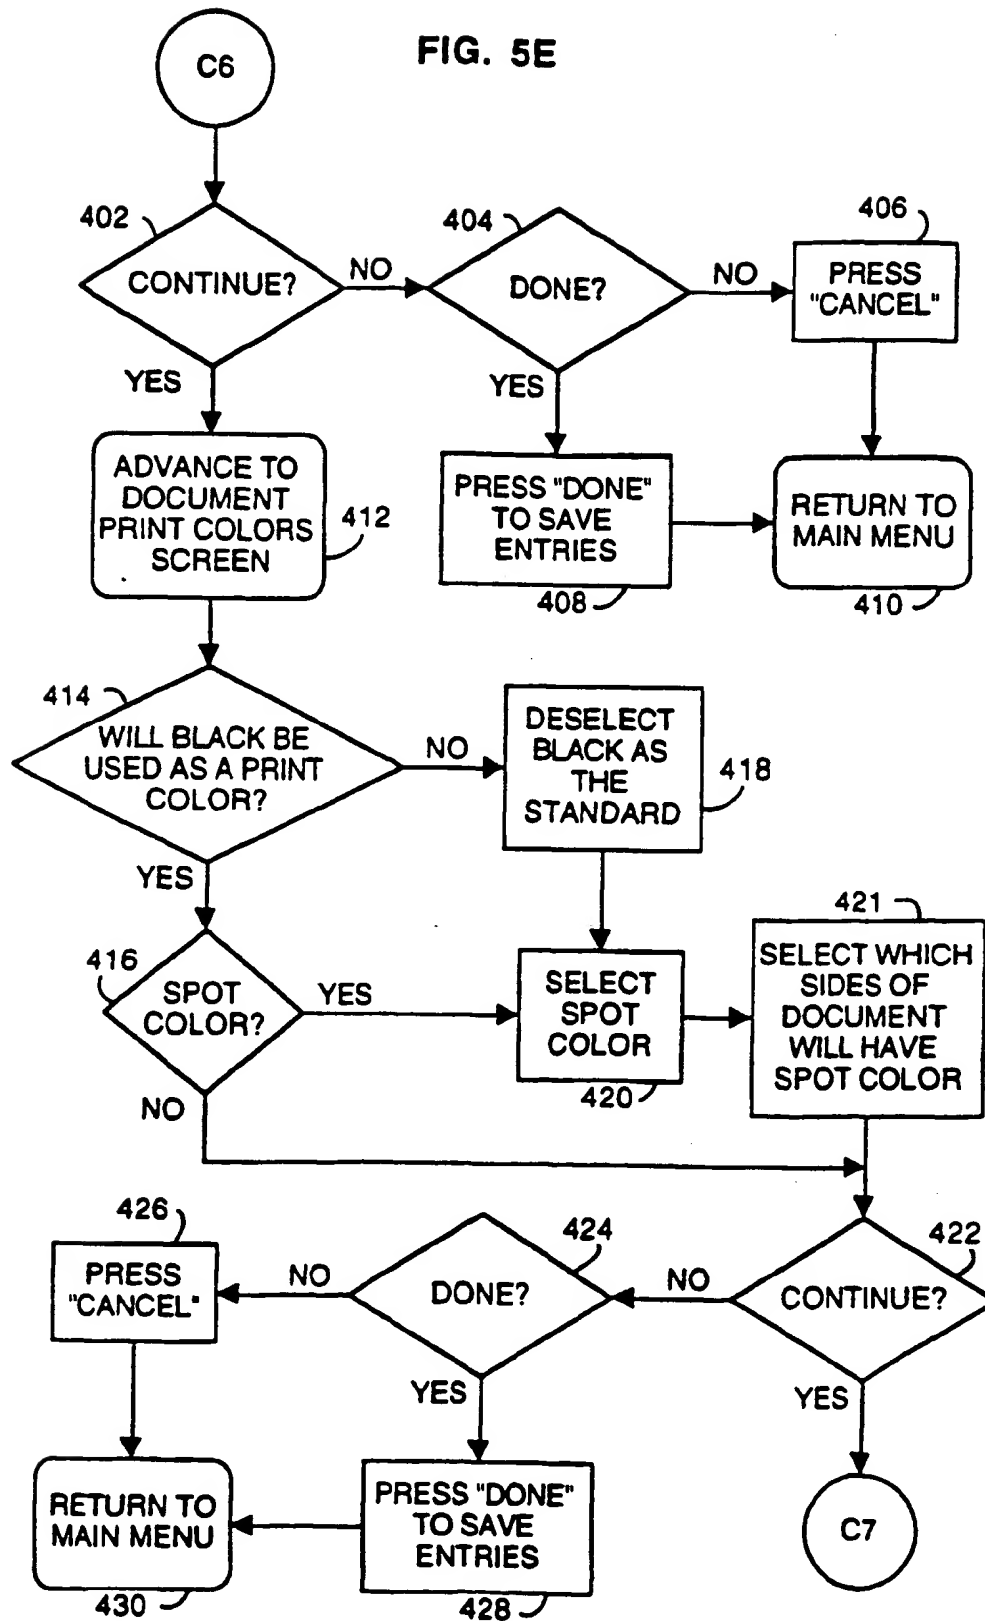 FIG. 5E
C6
402
CONTINUE?
NO
YES
404
DONE?
NO
YES
406
PRESS
"CANCEL"
ADVANCE TO
DOCUMENT
PRINT COLORS
SCREEN
412
PRESS "DONE"
TO SAVE
ENTRIES
408
RETURN TO
MAIN MENU
410
414
WILL BLACK BE
USED AS A PRINT
COLOR?
NO
YES
DESELECT
BLACK AS
THE
STANDARD
418
416
SPOT
COLOR?
YES
NO
SELECT
SPOT
COLOR
420
421
SELECT WHICH
SIDES OF
DOCUMENT
WILL HAVE
SPOT COLOR
426
PRESS
"CANCEL"
NO
424
DONE?
YES
NO
422
CONTINUE?
YES
RETURN TO
MAIN MENU
430
PRESS "DONE"
TO SAVE
ENTRIES
428
C7